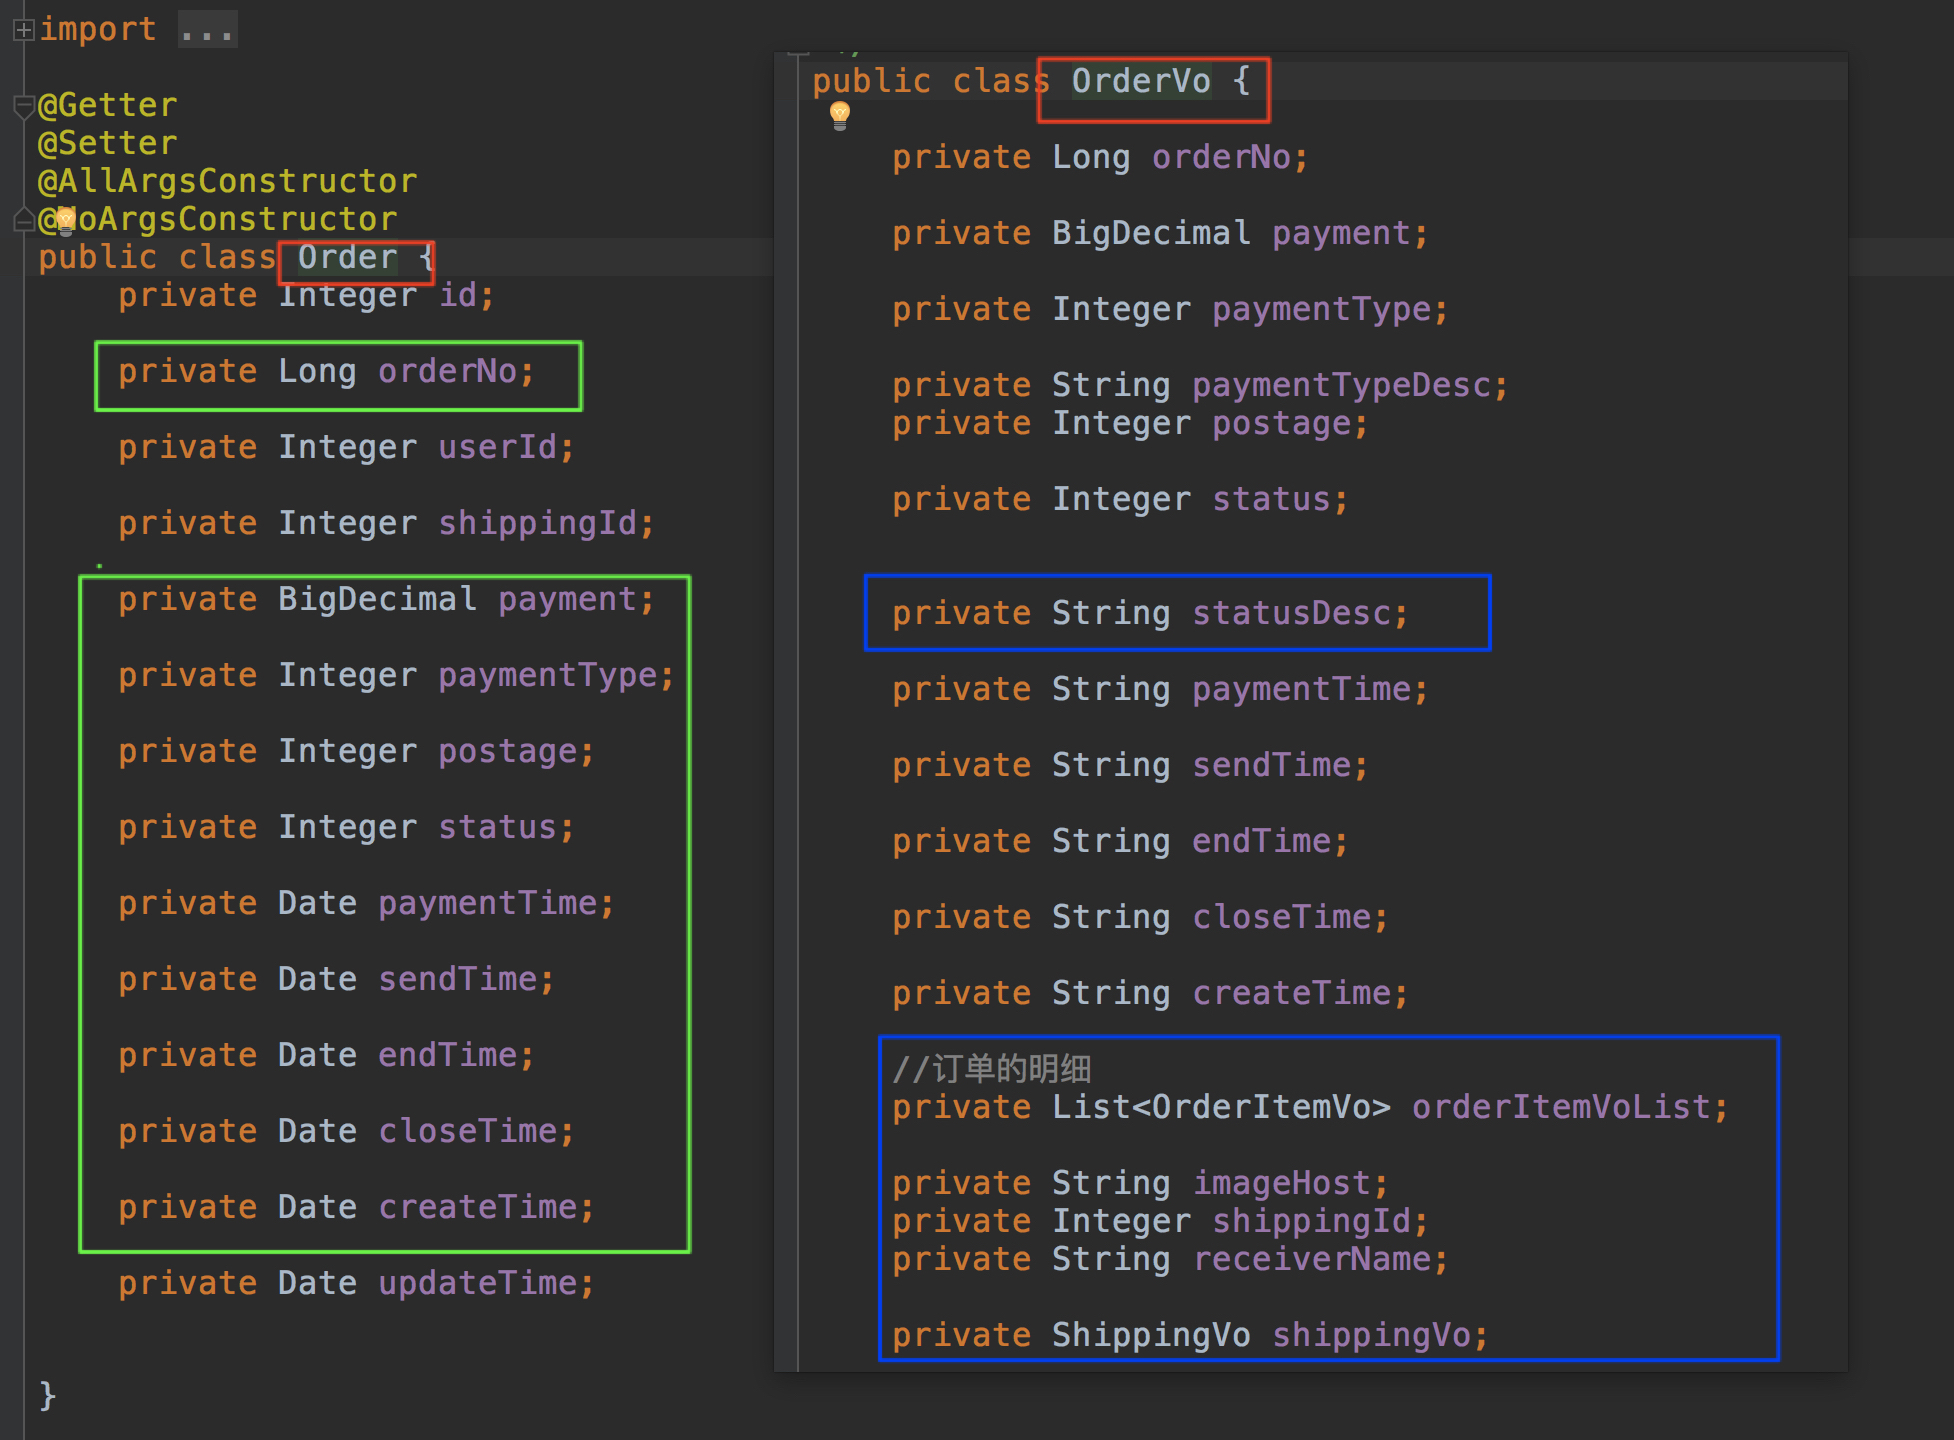 import ...
@Getter
@Setter
@AllArgsConstructor
@NoArgsConstructor
public class Order {
private Integer id;
private Long orderNo;
private Integer userId;
private Integer shippingId;
private BigDecimal payment;
private Integer paymentType;
private Integer postage;
private Integer status;
private Date paymentTime;
private Date sendTime;
private Date endTime;
private Date closeTime;
private Date createTime;
private Date updateTime;
}
public class OrderVo {
private Long orderNo;
private BigDecimal payment;
private Integer paymentType;
private String paymentTypeDesc;
private Integer postage;
private Integer status;
private String statusDesc;
private String paymentTime;
private String sendTime;
private String endTime;
private String closeTime;
private String createTime;
//订单的明细
private List<OrderItemVo> orderItemVoList;
private String imageHost;
private Integer shippingId;
private String receiverName;
private ShippingVo shippingVo;